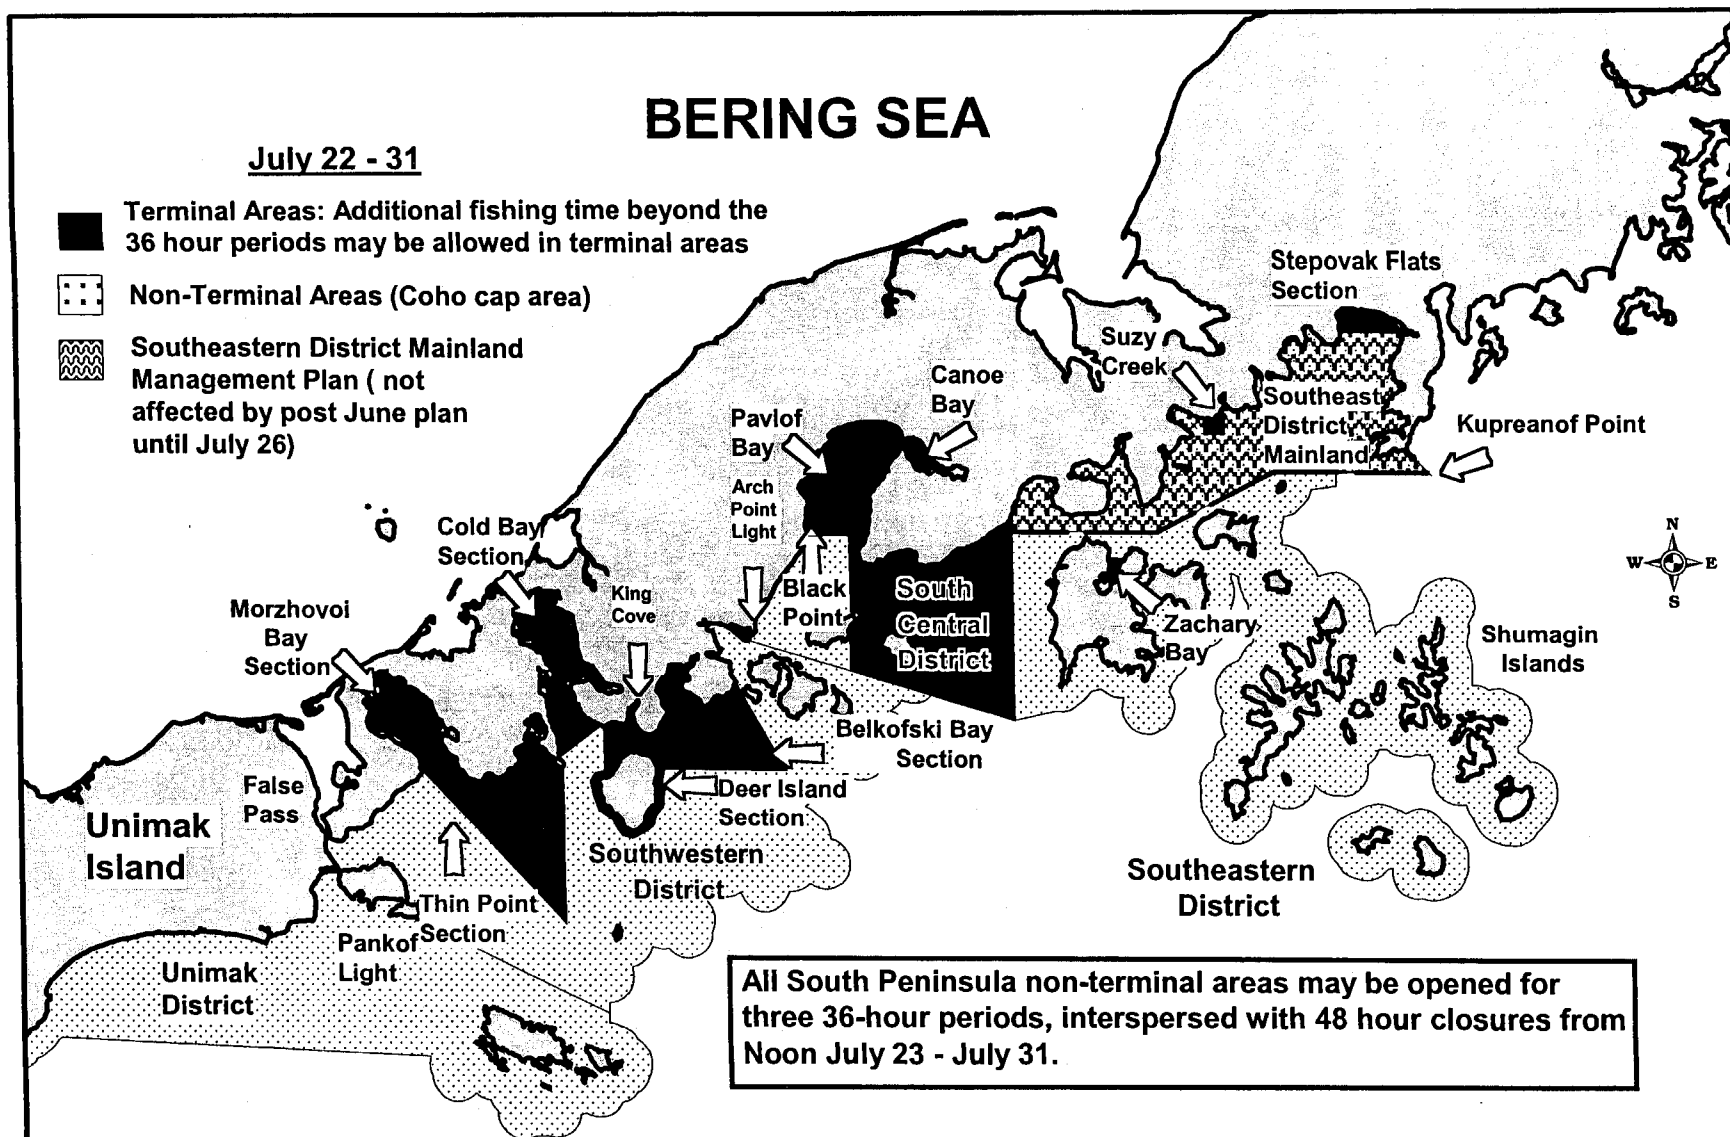 BERING SEA
July 22 - 31
Terminal Areas: Additional fishing time beyond the
36 hour periods may be allowed in terminal areas
Non-Terminal Areas (Coho cap area)
Southeastern District Mainland
Management Plan ( not
affected by post June plan
until July 26)
Stepovak Flats
Section
Suzy
Creek
Canoe
Bay
Pavlof
Bay
Southeast
District
Mainland
Kupreanof Point
Arch
Point
Light
Cold Bay
Section
King
Cove
Black
Point
South
Central
District
Morzhovoi
Bay
Section
Zachary
Bay
Shumagin
Islands
N
W
E
S
Belkofski Bay
Section
False
Pass
Deer Island
Section
Unimak
Island
Southwestern
District
Southeastern
District
Thin Point
Section
Pankof
Light
Unimak
District
All South Peninsula non-terminal areas may be opened for
three 36-hour periods, interspersed with 48 hour closures from
Noon July 23 - July 31.